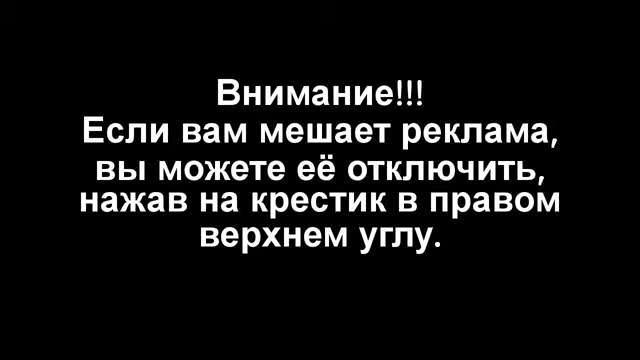 Внимание!!!
Если вам мешает реклама,
вы можете её отключить,
нажав на крестик в правом
верхнем углу.